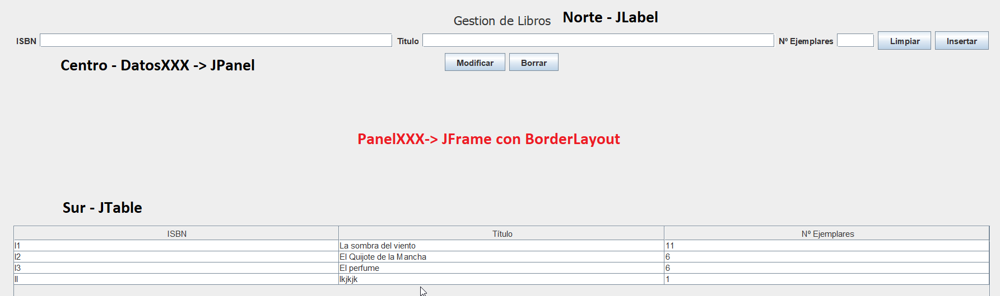 Gestion de Libros Norte - JLabel
ISBN Título Nº Ejemplares Limpiar Insertar
Centro - DatosXXX -> JPanel Modificar Borrar
PanelXXX-> JFrame con BorderLayout
Sur - JTable
ISBN Título Nº Ejemplares
I1 La sombra del viento 11
I2 El Quijote de la Mancha 6
I3 El perfume 6
ll lkjkjk 1